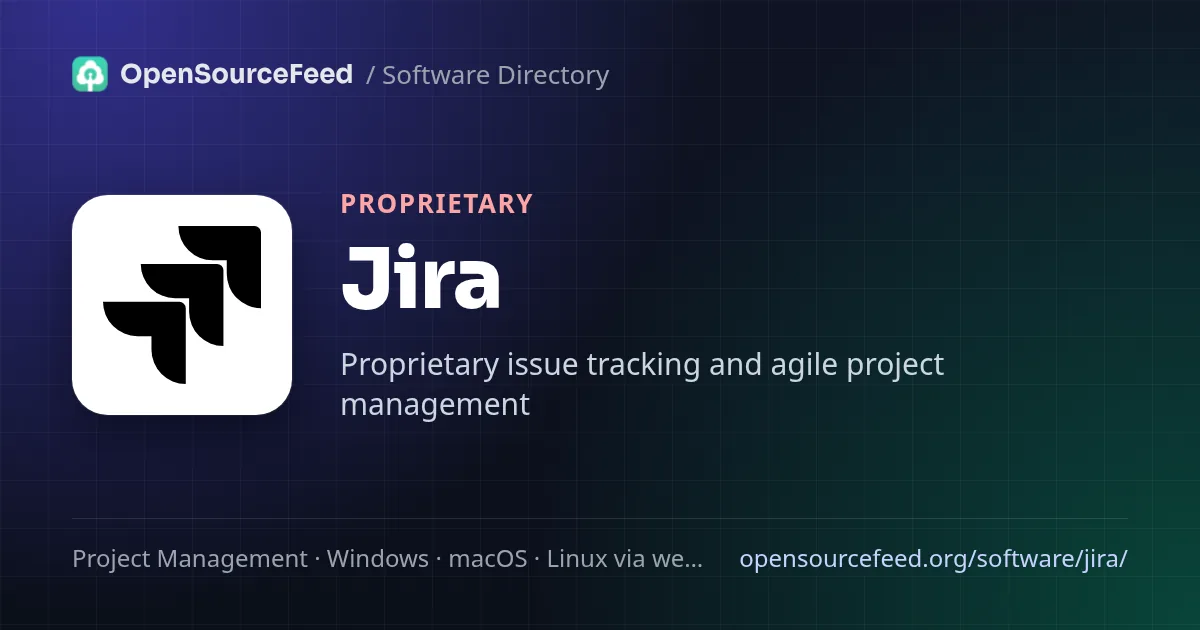 OpenSourceFeed / Software Directory
PROPRIETARY
Jira
Proprietary issue tracking and agile project
management
Project Management · Windows · macOS · Linux via we... opensourcefeed.org/software/jira/